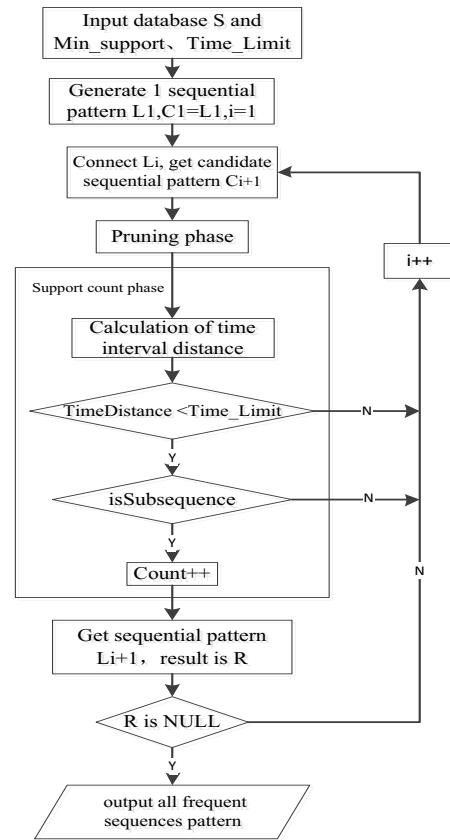 Input database S and
Min_support、Time_Limit
Generate 1 sequential
pattern L1,C1=L1,i=1
Connect Li, get candidate
sequential pattern Ci+1
Pruning phase
i++
Support count phase
Calculation of time
interval distance
TimeDistance <Time_Limit
N
Y
isSubsequence
N
Y
N
Count++
Get sequential pattern
Li+1，result is R
R is NULL
Y
output all frequent
sequences pattern